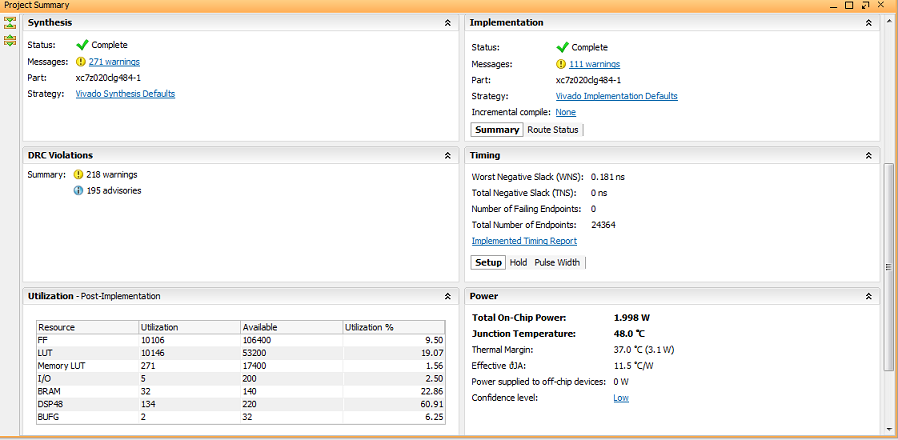 Project Summary
Synthesis
Status: Complete
Messages: 271 warnings
Part: xc7z020clg484-1
Strategy: Vivado Synthesis Defaults
Implementation
Status: Complete
Messages: 111 warnings
Part: xc7z020clg484-1
Strategy: Vivado Implementation Defaults
Incremental compile: None
Summary Route Status
DRC Violations
Summary: 218 warnings
195 advisories
Timing
Worst Negative Slack (WNS): 0.181 ns
Total Negative Slack (TNS): 0 ns
Number of Failing Endpoints: 0
Total Number of Endpoints: 24364
Implemented Timing Report
Setup Hold Pulse Width
Utilization - Post-Implementation
Resource Utilization Available Utilization %
FF 10106 106400 9.50
LUT 10146 53200 19.07
Memory LUT 271 17400 1.56
I/O 5 200 2.50
BRAM 32 140 22.86
DSP48 134 220 60.91
BUFG 2 32 6.25
Power
Total On-Chip Power: 1.998 W
Junction Temperature: 48.0 °C
Thermal Margin: 37.0 °C (3.1 W)
Effective ϑJA: 11.5 °C/W
Power supplied to off-chip devices: 0 W
Confidence level: Low